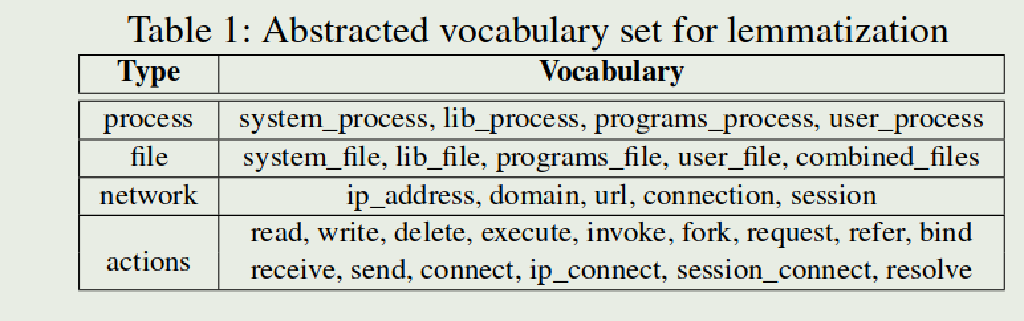 Table 1: Abstracted vocabulary set for lemmatization
Type Vocabulary
process system_process, lib_process, programs_process, user_process
file system_file, lib_file, programs_file, user_file, combined_files
network ip_address, domain, url, connection, session
actions read, write, delete, execute, invoke, fork, request, refer, bind
receive, send, connect, ip_connect, session_connect, resolve